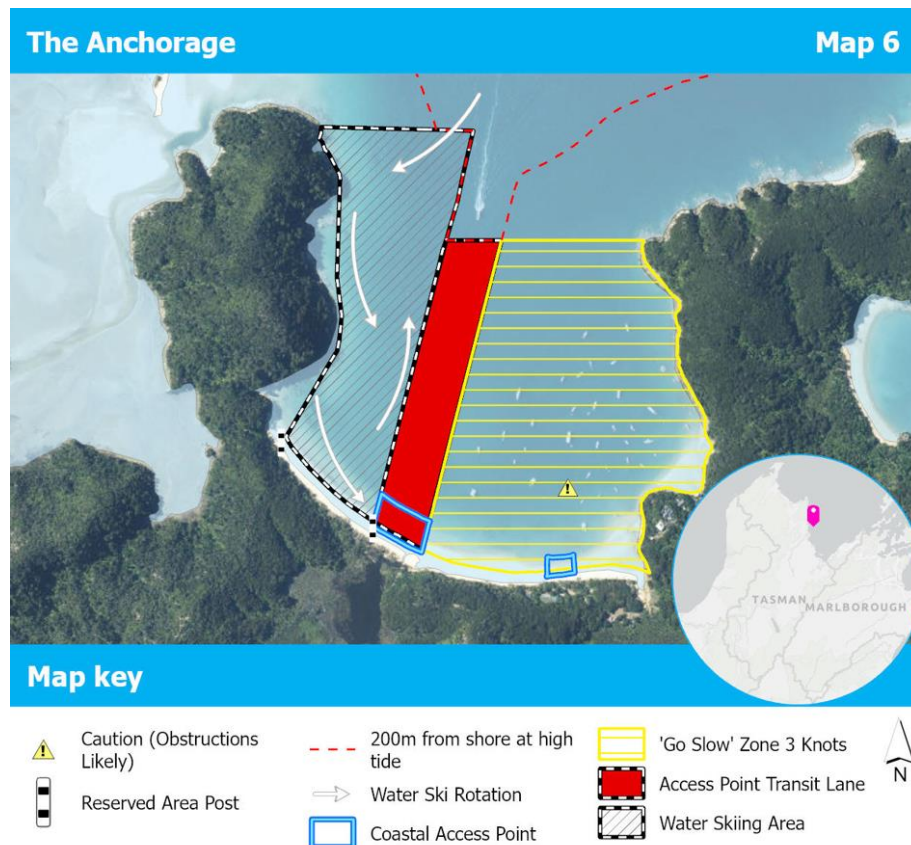 The Anchorage
Map 6
!
TASMAN
MARLBOROUGH
Map key
!
Caution (Obstructions
Likely)
Reserved Area Post
200m from shore at high
tide
Water Ski Rotation
Coastal Access Point
'Go Slow' Zone 3 Knots
Access Point Transit Lane
Water Skiing Area
N